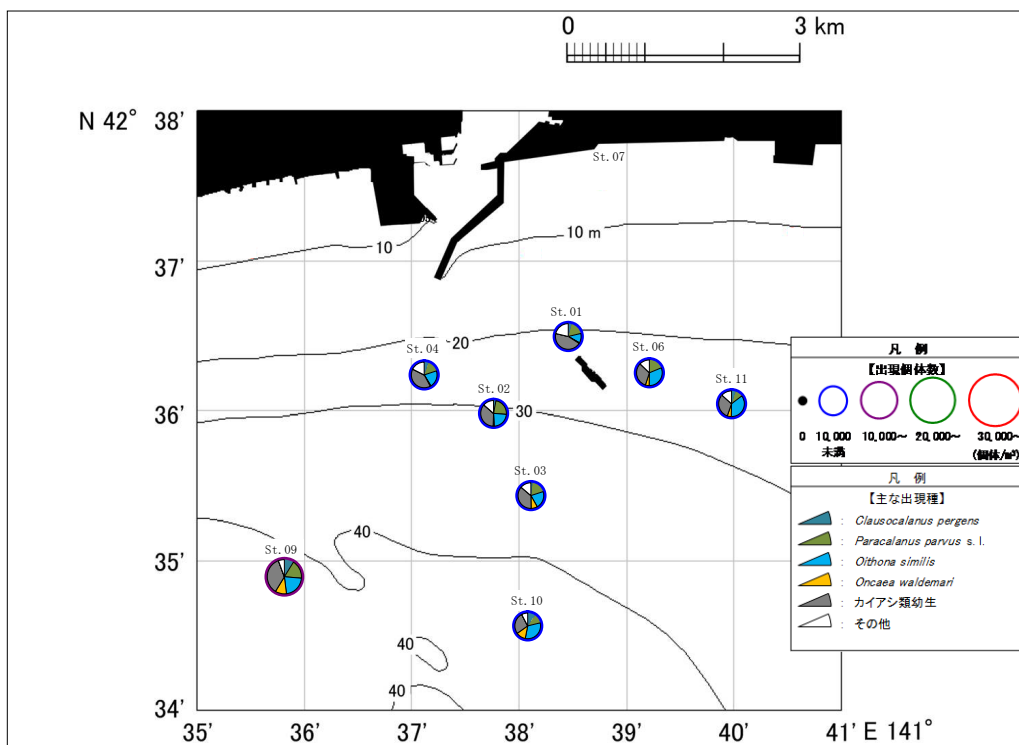 0 3 km
N 42° 38'
St.07
10
10 m
37'
St.01
20
St.04
St.06
St.11
St.02
36'
30
St.03
40
St.09
35'
St.10
40
40
34'
35' 36' 37' 38' 39' 40' 41' E 141°
凡 例
【出現個体数】
0 10,000未満 10,000~ 20,000~ 30,000~
(個体/m³)
凡 例
【主な出現種】
: Clausocalanus pergens
: Paracalanus parvus s. l.
: Oithona similis
: Oncaea waldemari
: カイアシ類幼生
: その他